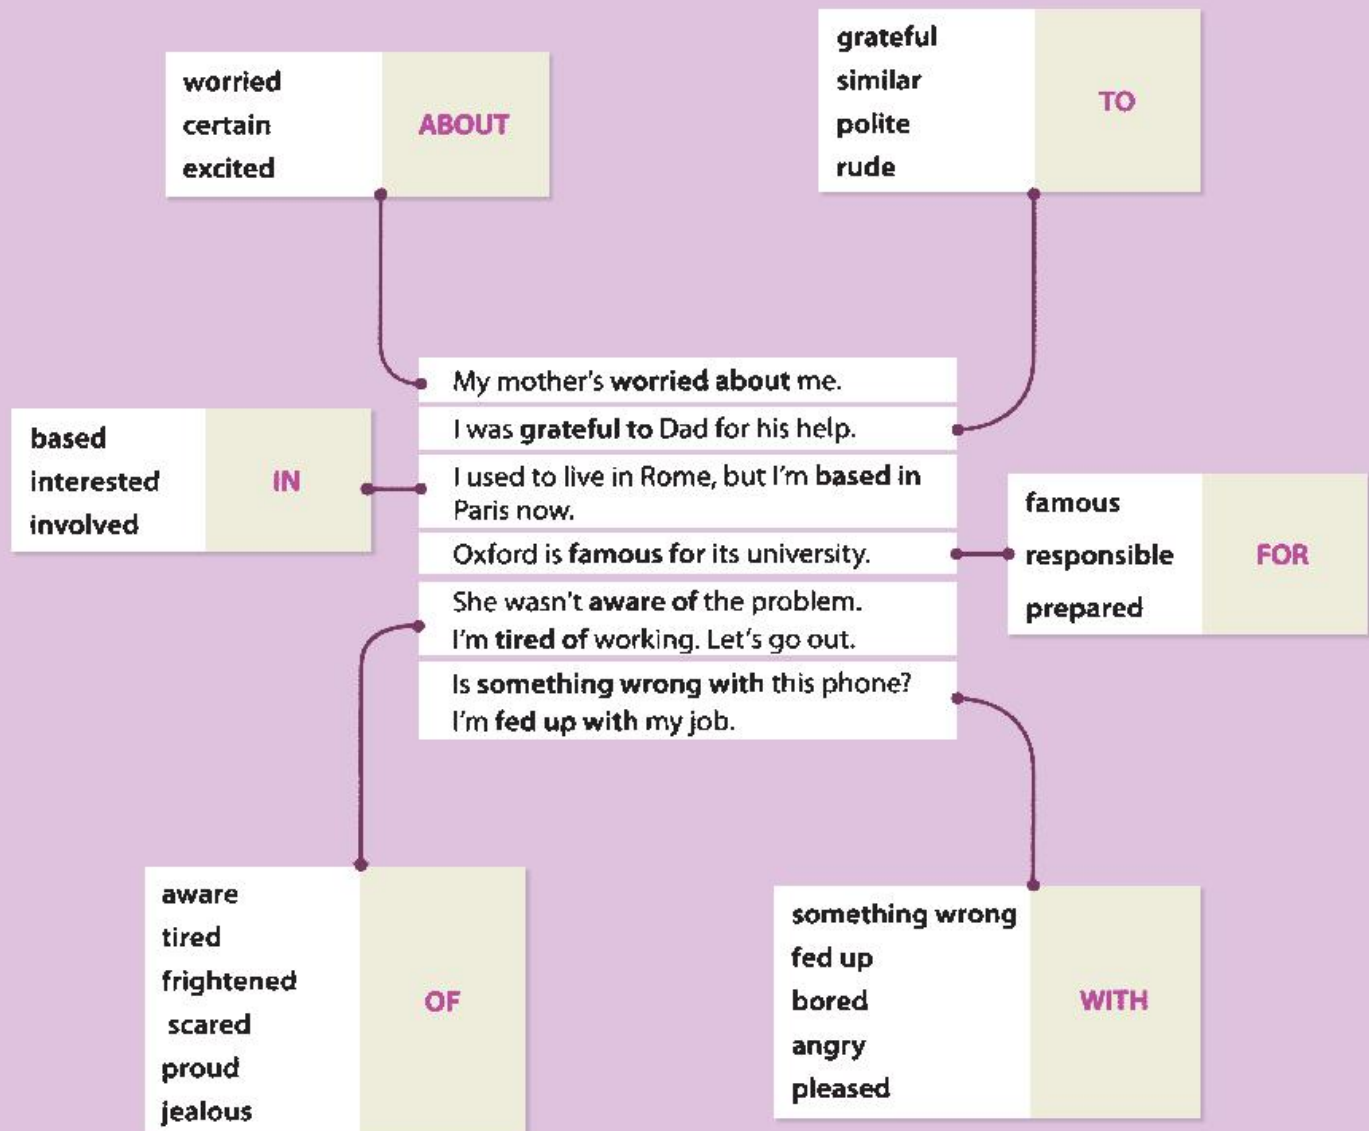 worried
certain
excited
ABOUT
grateful
similar
polite
rude
TO
My mother's worried about me.
I was grateful to Dad for his help.
I used to live in Rome, but I'm based in
Paris now.
Oxford is famous for its university.
She wasn't aware of the problem.
I'm tired of working. Let's go out.
Is something wrong with this phone?
I'm fed up with my job.
based
interested
involved
IN
famous
responsible
prepared
FOR
aware
tired
frightened
scared
proud
jealous
OF
something wrong
fed up
bored
angry
pleased
WITH